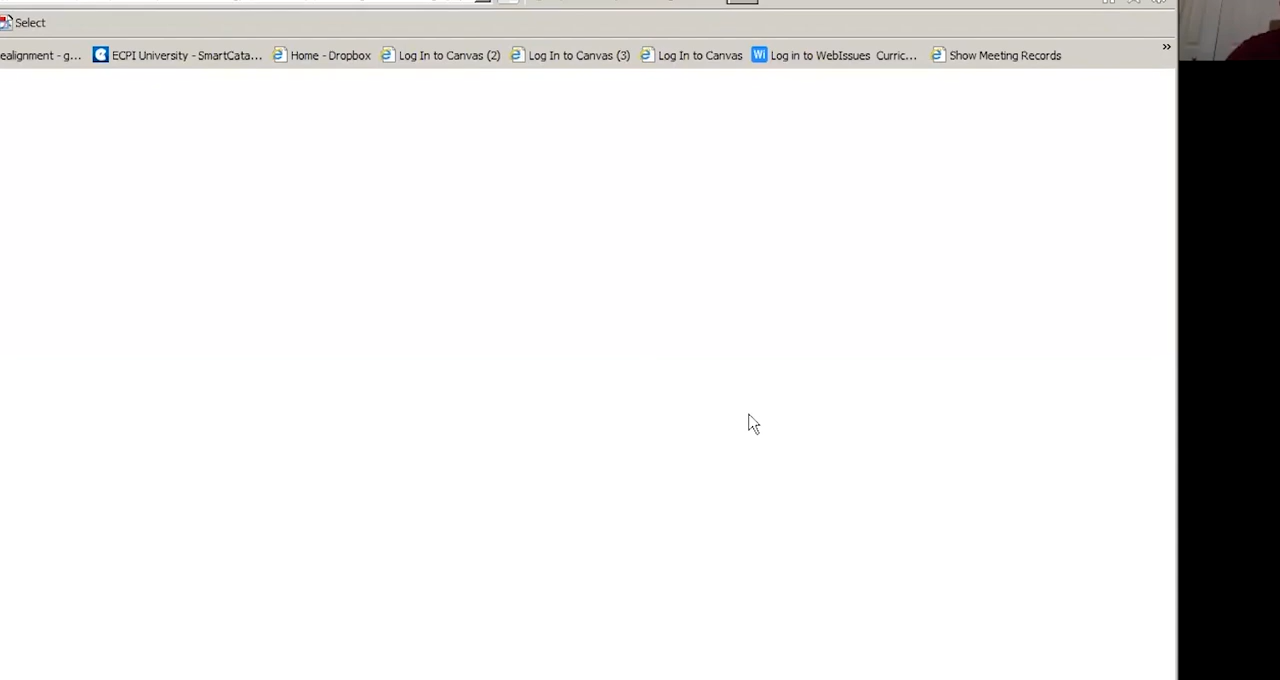 Select
ealignment - g... ECPI University - SmartCata... Home - Dropbox Log In to Canvas (2) Log In to Canvas (3) Log In to Canvas Wi Log in to WebIssues Curric... Show Meeting Records »